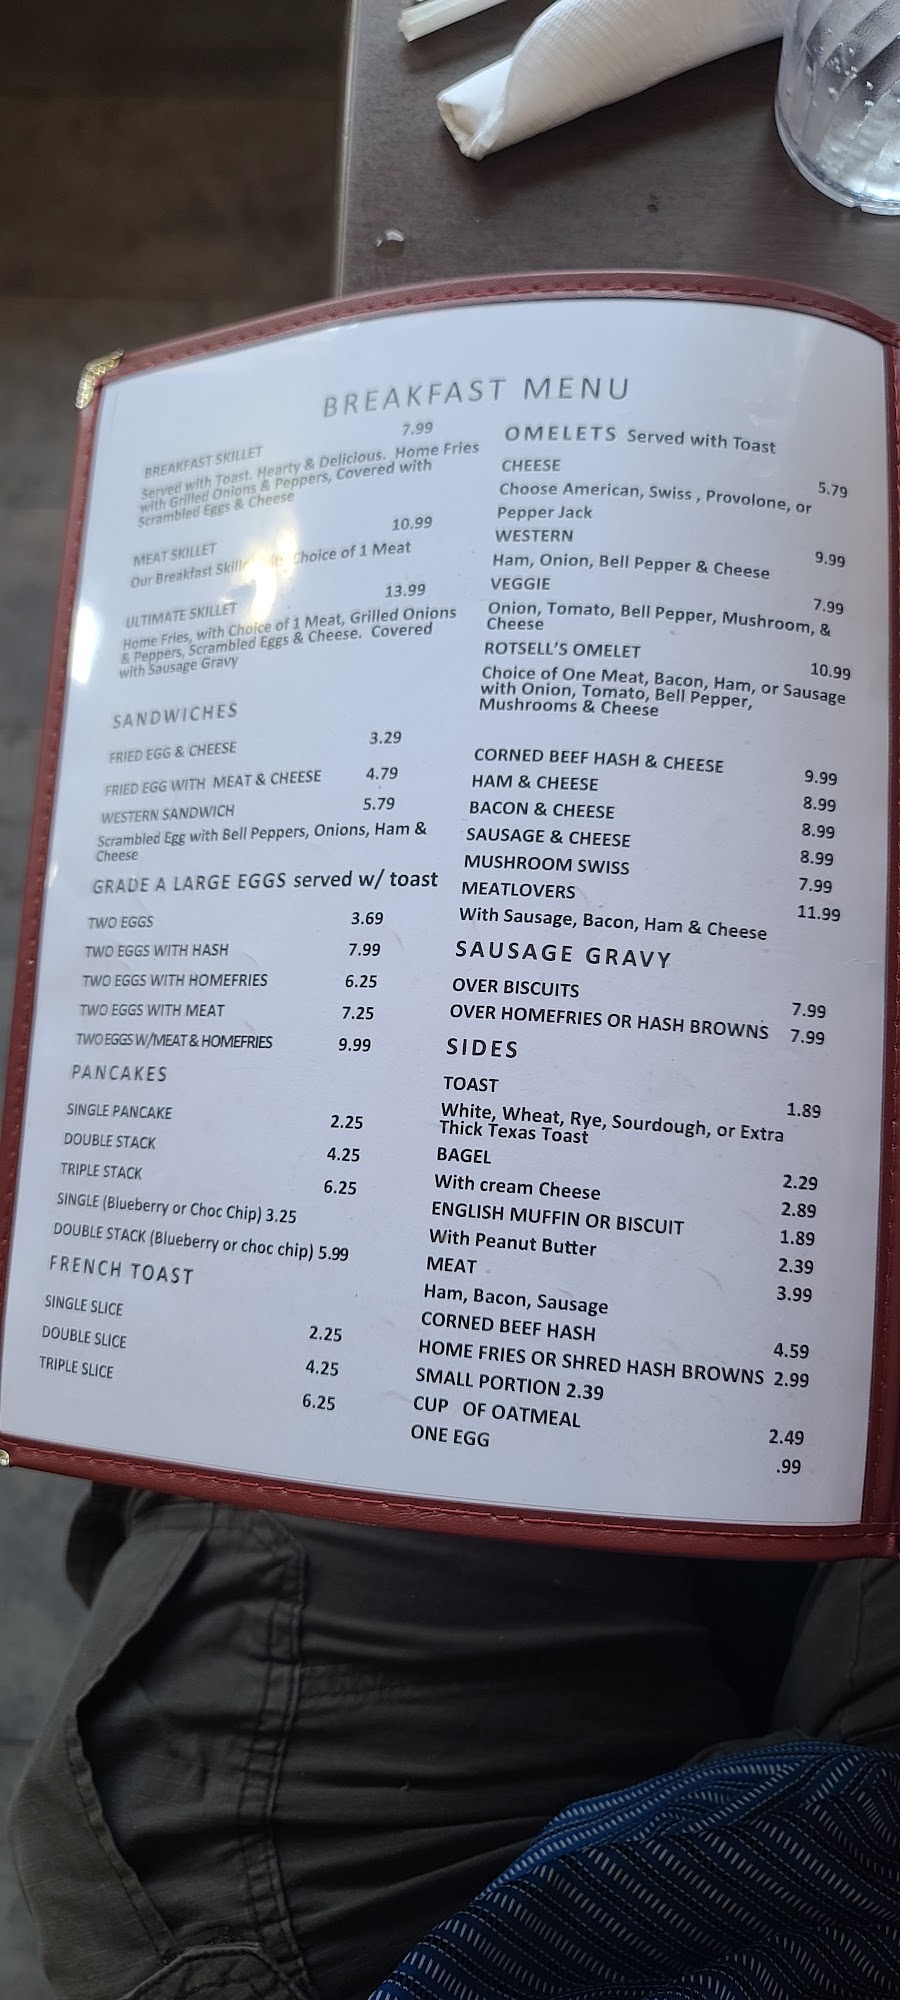 BREAKFAST MENU
BREAKFAST SKILLET 7.99
Served with Toast. Hearty & Delicious. Home Fries
with Grilled Onions & Peppers, Covered with
Scrambled Eggs & Cheese
MEAT SKILLET 10.99
Our Breakfast Choice of 1 Meat
ULTIMATE SKILLET 13.99
Home Fries, with Choice of 1 Meat, Grilled Onions
& Peppers, Scrambled Eggs & Cheese. Covered
with Sausage Gravy
SANDWICHES
FRIED EGG & CHEESE 3.29
FRIED EGG WITH MEAT & CHEESE 4.79
WESTERN SANDWICH 5.79
Scrambled Egg with Bell Peppers, Onions, Ham &
Cheese
GRADE A LARGE EGGS served w/ toast
TWO EGGS 3.69
TWO EGGS WITH HASH 7.99
TWO EGGS WITH HOMEFRIES 6.25
TWO EGGS WITH MEAT 7.25
TWO EGGS W/MEAT & HOMEFRIES 9.99
PANCAKES
SINGLE PANCAKE 2.25
DOUBLE STACK 4.25
TRIPLE STACK 6.25
SINGLE (Blueberry or Choc Chip) 3.25
DOUBLE STACK (Blueberry or choc chip) 5.99
FRENCH TOAST
SINGLE SLICE 2.25
DOUBLE SLICE 4.25
TRIPLE SLICE 6.25
OMELETS Served with Toast
CHEESE 5.79
Choose American, Swiss , Provolone, or
Pepper Jack
WESTERN 9.99
Ham, Onion, Bell Pepper & Cheese
VEGGIE 7.99
Onion, Tomato, Bell Pepper, Mushroom, &
Cheese
ROTSELL'S OMELET 10.99
Choice of One Meat, Bacon, Ham, or Sausage
with Onion, Tomato, Bell Pepper,
Mushrooms & Cheese
CORNED BEEF HASH & CHEESE 9.99
HAM & CHEESE 8.99
BACON & CHEESE 8.99
SAUSAGE & CHEESE 8.99
MUSHROOM SWISS 7.99
MEATLOVERS 11.99
With Sausage, Bacon, Ham & Cheese
SAUSAGE GRAVY
OVER BISCUITS 7.99
OVER HOMEFRIES OR HASH BROWNS 7.99
SIDES
TOAST 1.89
White, Wheat, Rye, Sourdough, or Extra
Thick Texas Toast
BAGEL 2.29
With cream Cheese 2.89
ENGLISH MUFFIN OR BISCUIT 1.89
With Peanut Butter 2.39
MEAT 3.99
Ham, Bacon, Sausage
CORNED BEEF HASH 4.59
HOME FRIES OR SHRED HASH BROWNS 2.99
SMALL PORTION 2.39
CUP OF OATMEAL 2.49
ONE EGG .99